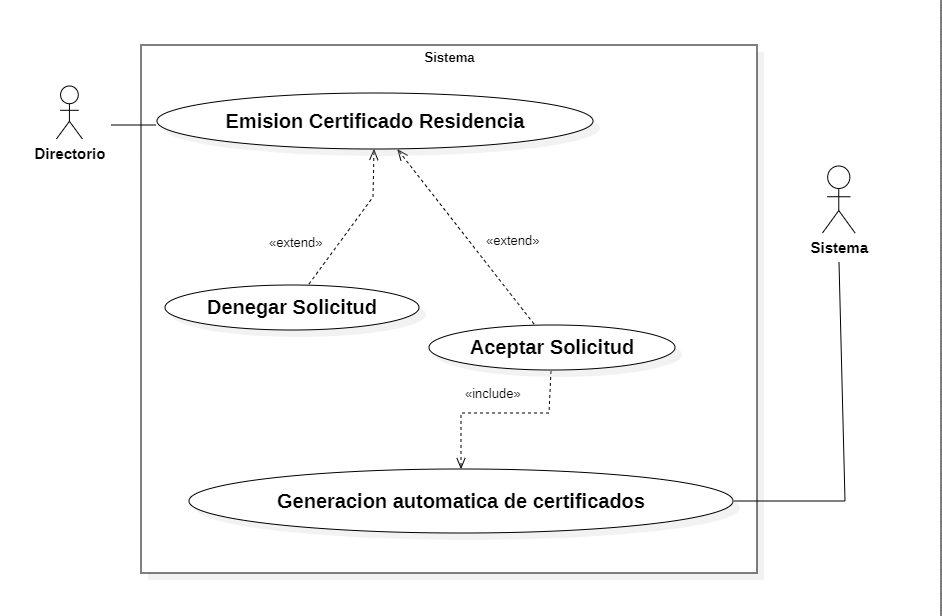 Sistema
Emision Certificado Residencia
Directorio
Sistema
«extend»
«extend»
Denegar Solicitud
Aceptar Solicitud
«include»
Generacion automatica de certificados